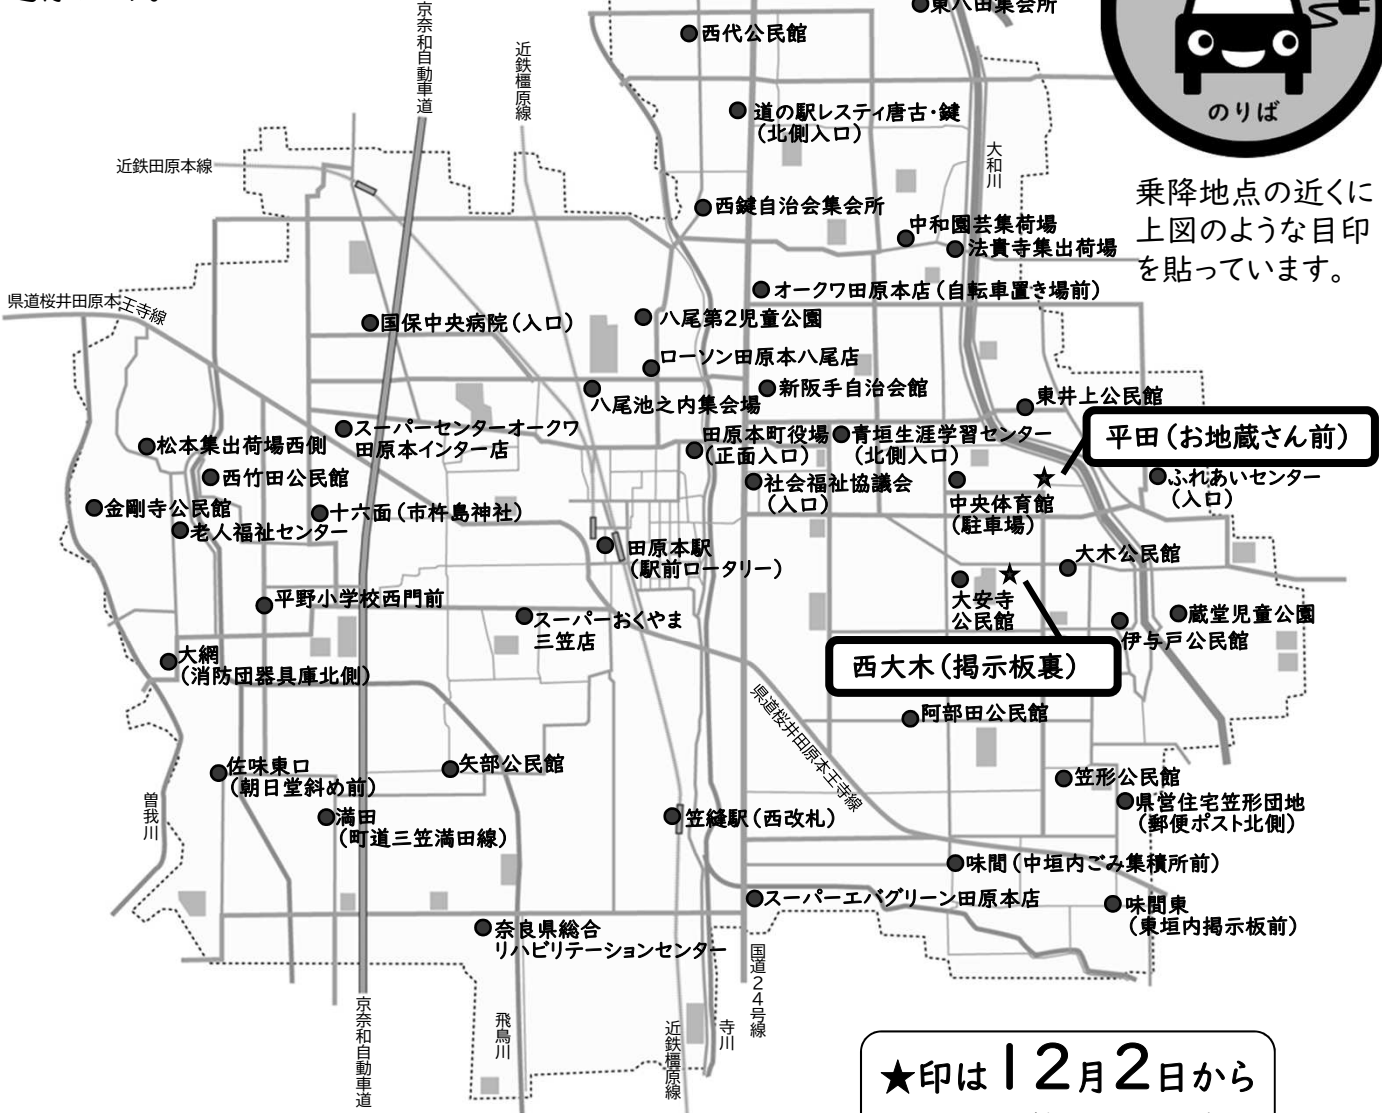 京奈和自動車道
近鉄橿原線
西代公民館
東八田集会所
道の駅レスティ唐古・鍵
(北側入口)
のりば
近鉄田原本線
大和川
乗降地点の近くに
上図のような目印
を貼っています。
西鍵自治会集会所
中和園芸集荷場
法貴寺集出荷場
オークワ田原本店(自転車置き場前)
県道桜井田原本王寺線
国保中央病院(入口)
八尾第2児童公園
ローソン田原本八尾店
新阪手自治会館
八尾池之内集会場
東井上公民館
平田(お地蔵さん前)
スーパーセンターオークワ
田原本インター店
田原本町役場
(正面入口)
青垣生涯学習センター
(北側入口)
松本集出荷場西側
西竹田公民館
社会福祉協議会
(入口)
中央体育館
(駐車場)
ふれあいセンター
(入口)
金剛寺公民館
老人福祉センター
十六面(市杵島神社)
田原本駅
(駅前ロータリー)
大木公民館
平野小学校西門前
スーパーおくやま
三笠店
大安寺
公民館
蔵堂児童公園
伊与戸公民館
西大木(掲示板裏)
大網
(消防団器具庫北側)
県道桜井田原本王寺線
阿部田公民館
佐味東口
(朝日堂斜め前)
矢部公民館
笠形公民館
県営住宅笠形団地
(郵便ポスト北側)
曽我川
満田
(町道三笠満田線)
笠縫駅(西改札)
味間(中垣内ごみ集積所前)
スーパーエバグリーン田原本店
味間東
(東垣内掲示板前)
奈良県総合
リハビリテーションセンター
国道24号線
京奈和自動車道
飛鳥川
近鉄橿原線
寺川
★印は12月2日から